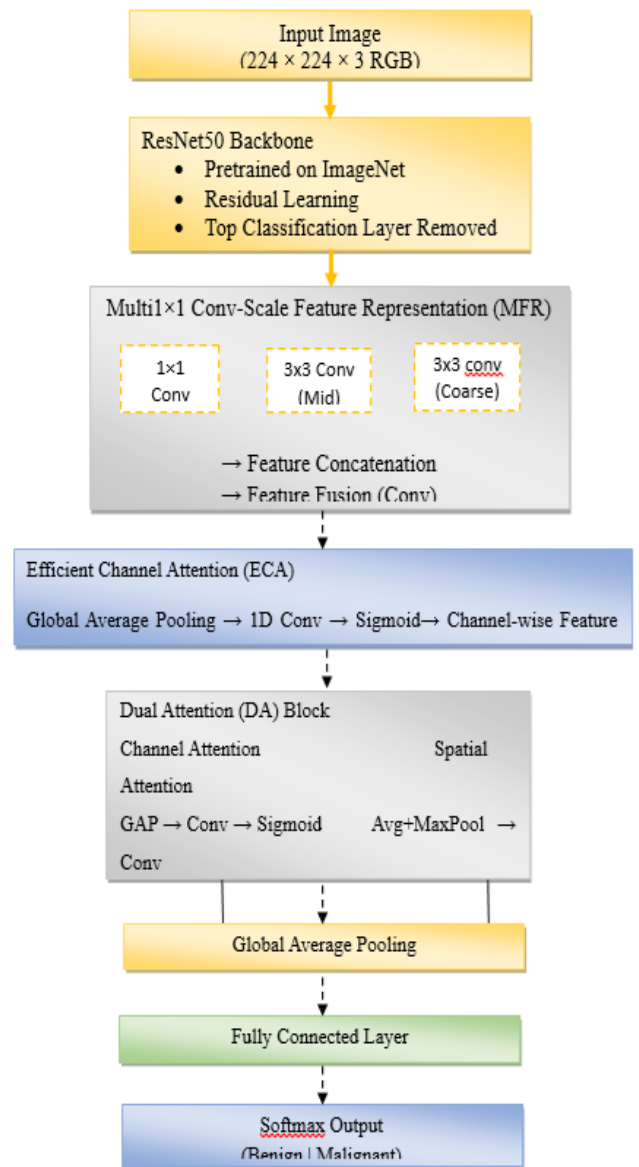 Input Image
(224 × 224 × 3 RGB)
ResNet50 Backbone
• Pretrained on ImageNet
• Residual Learning
• Top Classification Layer Removed
Multi1×1 Conv-Scale Feature Representation (MFR)
1×1
Conv
3x3 Conv
(Mid)
3x3 conv
(Coarse)
→ Feature Concatenation
→ Feature Fusion (Conv)
Efficient Channel Attention (ECA)
Global Average Pooling → 1D Conv → Sigmoid→ Channel-wise Feature
Dual Attention (DA) Block
Channel Attention Spatial
Attention
GAP → Conv → Sigmoid Avg+MaxPool →
Conv
Global Average Pooling
Fully Connected Layer
Softmax Output
(Benign | Malignant)